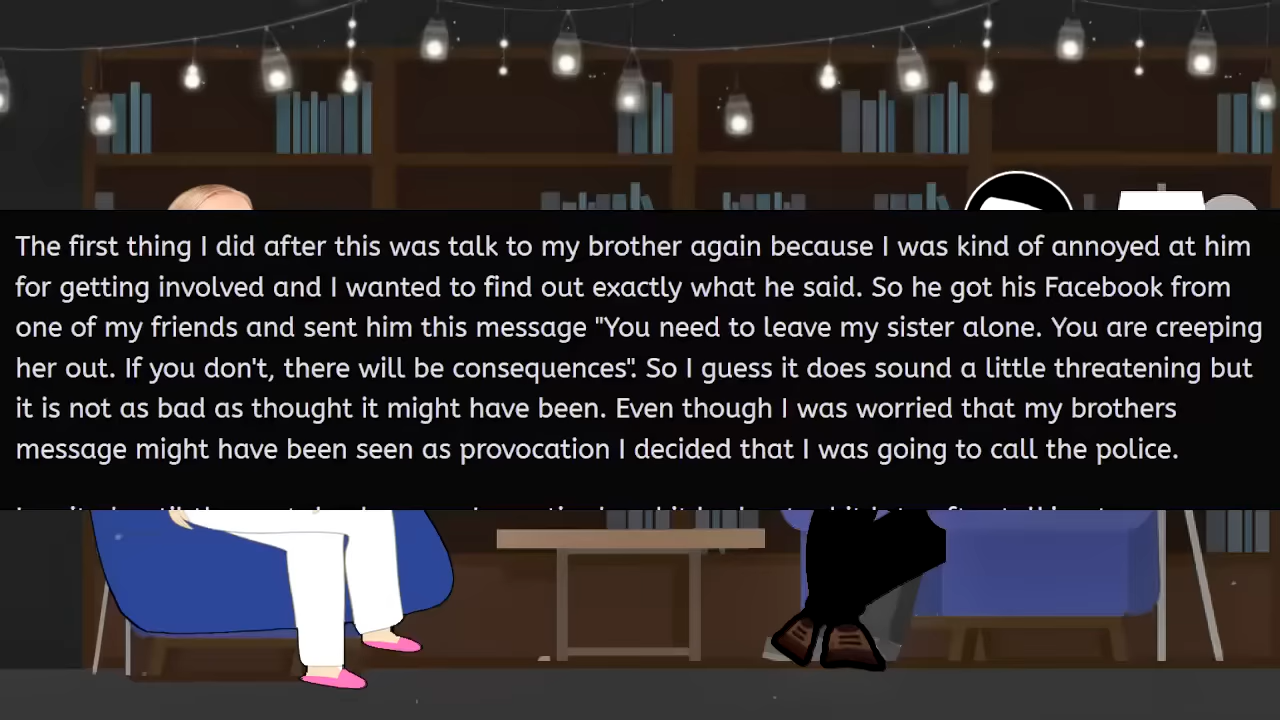 The first thing I did after this was talk to my brother again because I was kind of annoyed at him
for getting involved and I wanted to find out exactly what he said. So he got his Facebook from
one of my friends and sent him this message "You need to leave my sister alone. You are creeping
her out. If you don't, there will be consequences". So I guess it does sound a little threatening but
it is not as bad as thought it might have been. Even though I was worried that my brothers
message might have been seen as provocation I decided that I was going to call the police.